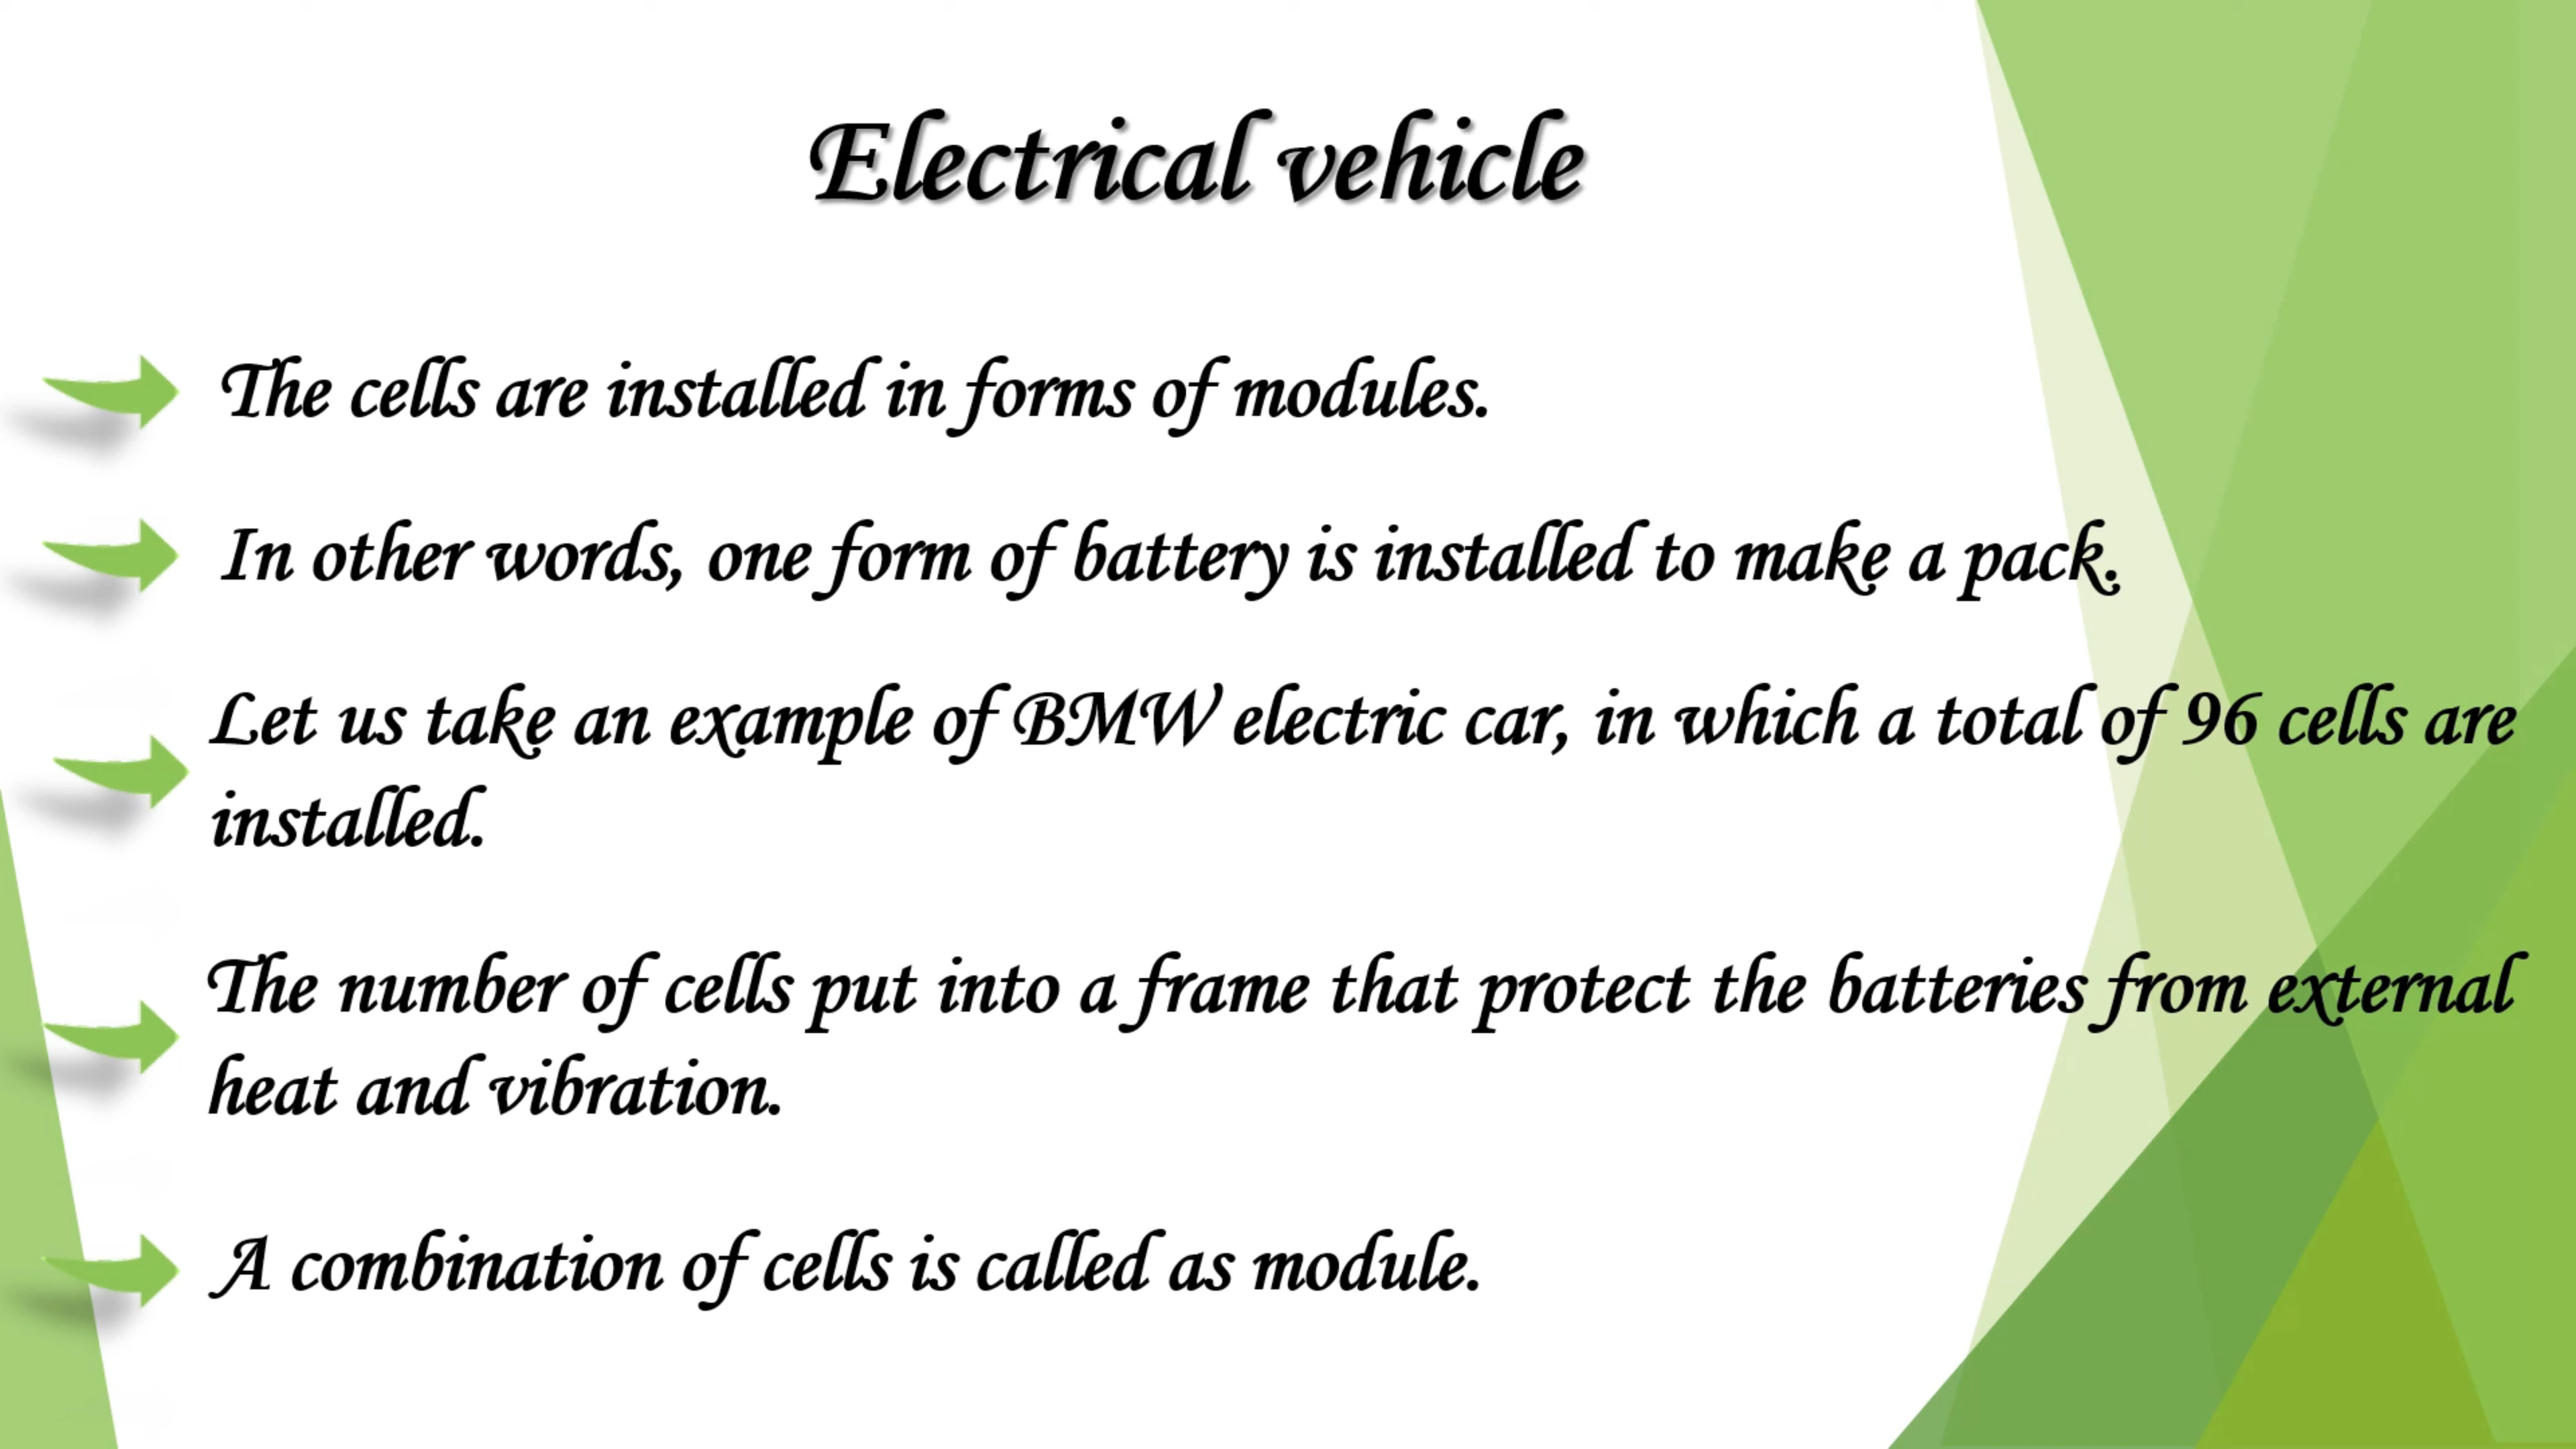 Electrical vehicle
The cells are installed in forms of modules.
In other words, one form of battery is installed to make a pack.
Let us take an example of BMW electric car, in which a total of 96 cells are
installed.
The number of cells put into a frame that protect the batteries from external
heat and vibration.
A combination of cells is called as module.